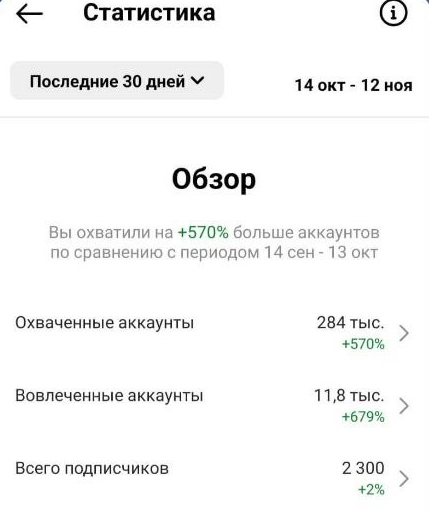 Статистика
Последние 30 дней
14 окт - 12 ноя
Обзор
Вы охватили на +570% больше аккаунтов
по сравнению с периодом 14 сен - 13 окт
Охваченные аккаунты
284 тыс.
+570%
Вовлеченные аккаунты
11,8 тыс.
+679%
Всего подписчиков
2 300
+2%